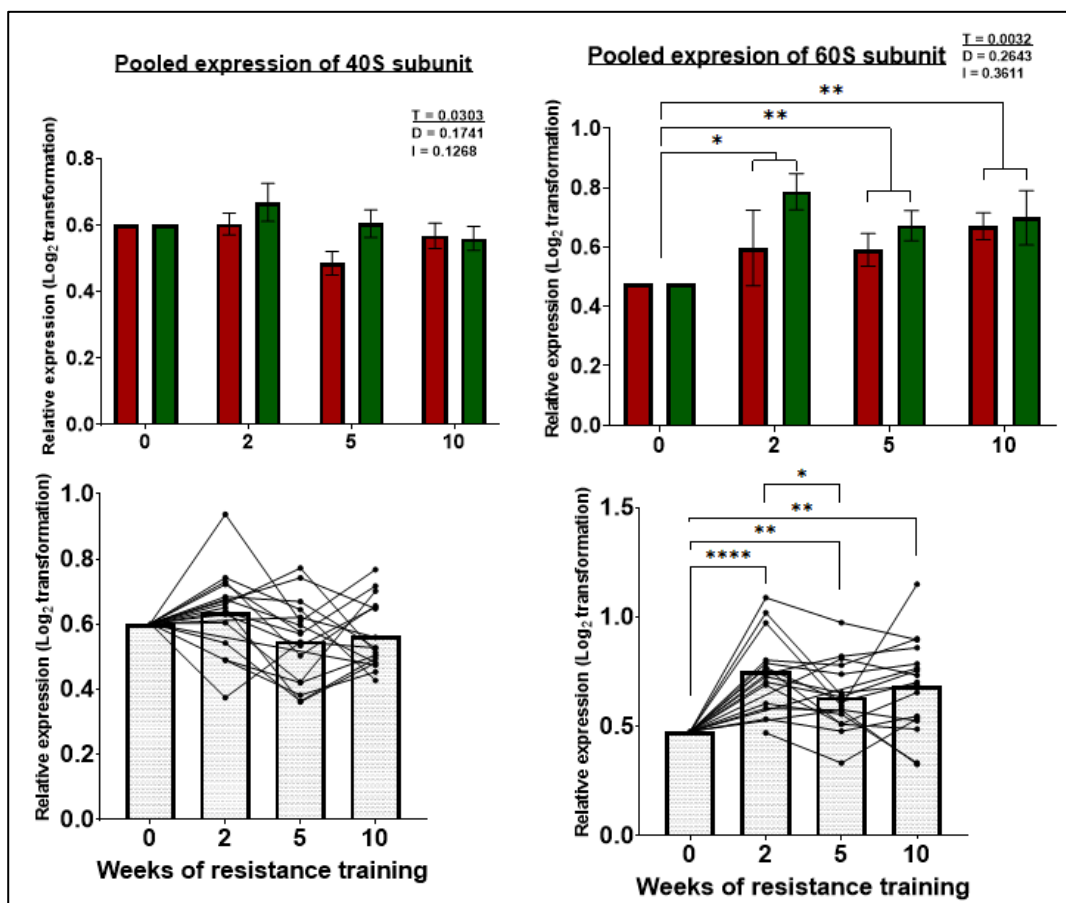 Pooled expression of 40S subunit
T = 0.0303
D = 0.1741
I = 0.1268
Relative expression (Log₂ transformation)
0.8
0.6
0.4
0.2
0.0
0 2 5 10
Pooled expresion of 60S subunit
T = 0.0032
D = 0.2643
I = 0.3611
Relative expression (Log₂ transformation)
**
**
*
1.0
0.8
0.6
0.4
0.2
0.0
0 2 5 10
Relative expression (Log₂ transformation)
1.0
0.8
0.6
0.4
0.2
0.0
0 2 5 10
Weeks of resistance training
Relative expression (Log₂ transformation)
*
**
**
****
1.5
1.0
0.5
0.0
0 2 5 10
Weeks of resistance training